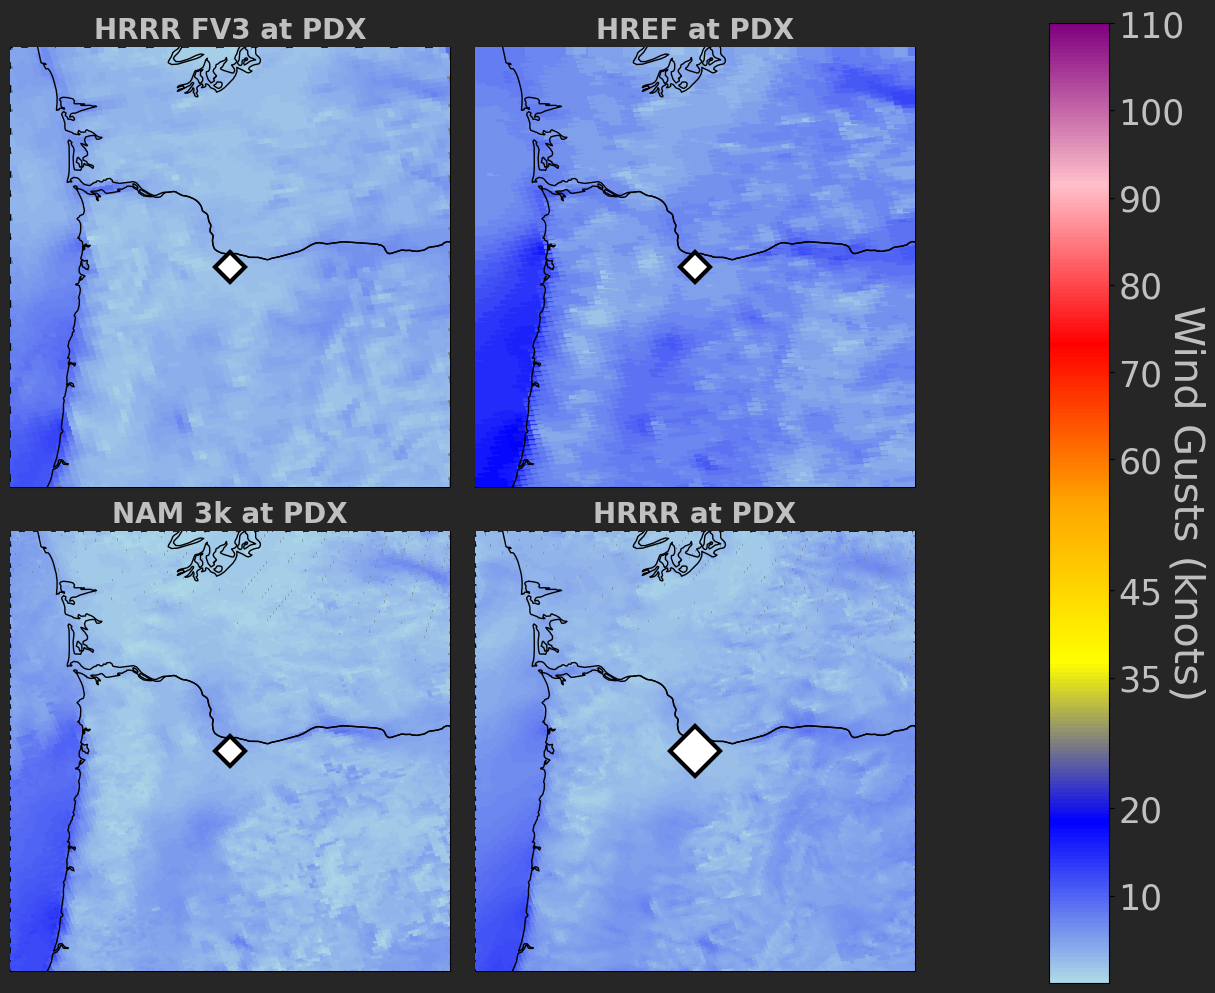 HRRR FV3 at PDX
HREF at PDX
NAM 3k at PDX
HRRR at PDX
110
100
90
80
70
60
45
35
20
10
Wind Gusts (knots)